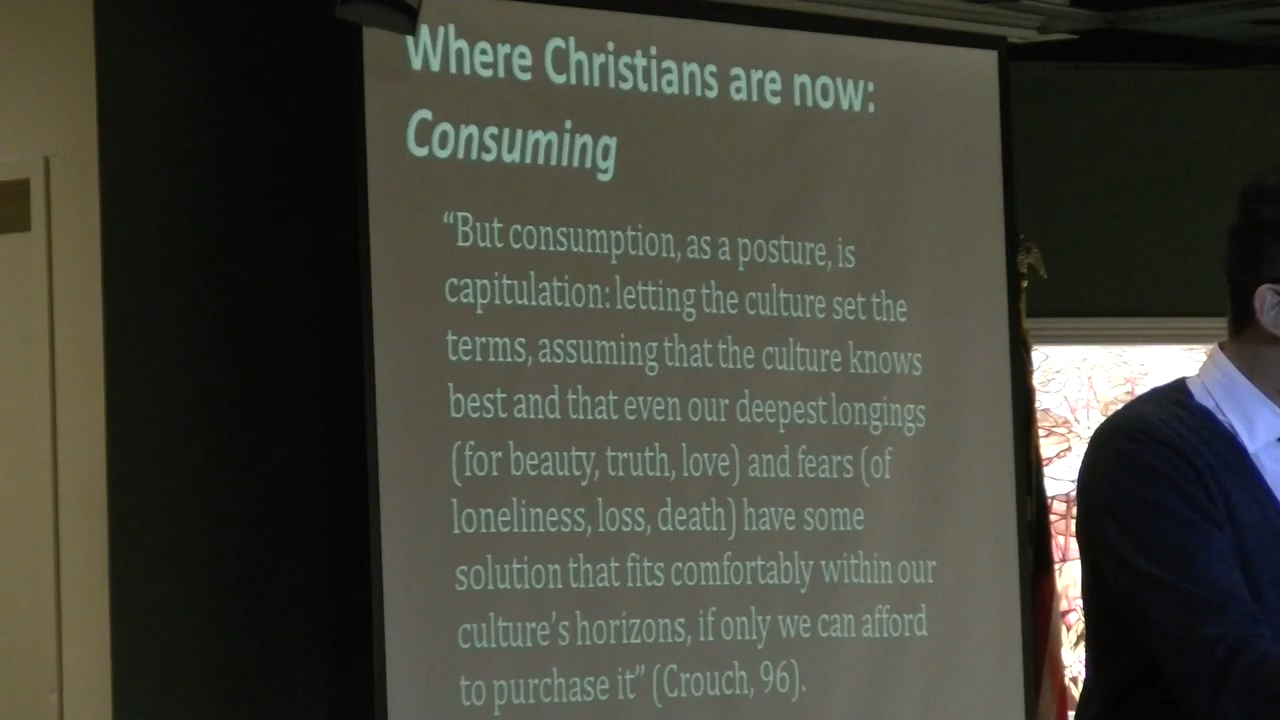 Where Christians are now:
Consuming
“But consumption, as a posture, is
capitulation: letting the culture set the
terms, assuming that the culture knows
best and that even our deepest longings
(for beauty, truth, love) and fears (of
loneliness, loss, death) have some
solution that fits comfortably within our
culture’s horizons, if only we can afford
to purchase it” (Crouch, 96).